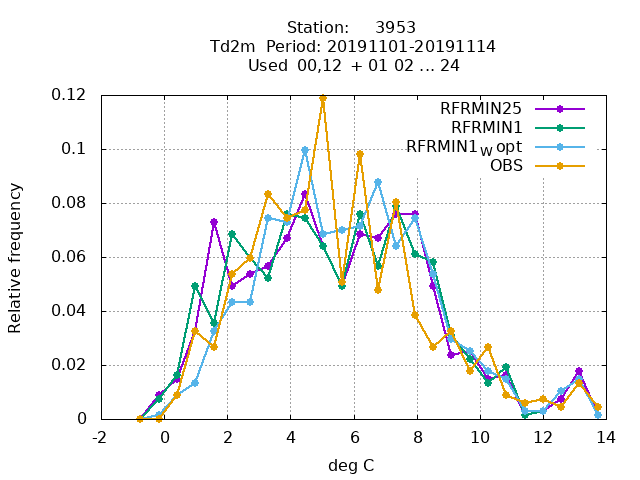 Station: 3953
Td2m Period: 20191101-20191114
Used 00,12 + 01 02 ... 24
0.12
0.1
0.08
0.06
0.04
0.02
0
Relative frequency
RFRMIN25
RFRMIN1
RFRMIN1W opt
OBS
-2 0 2 4 6 8 10 12 14
deg C